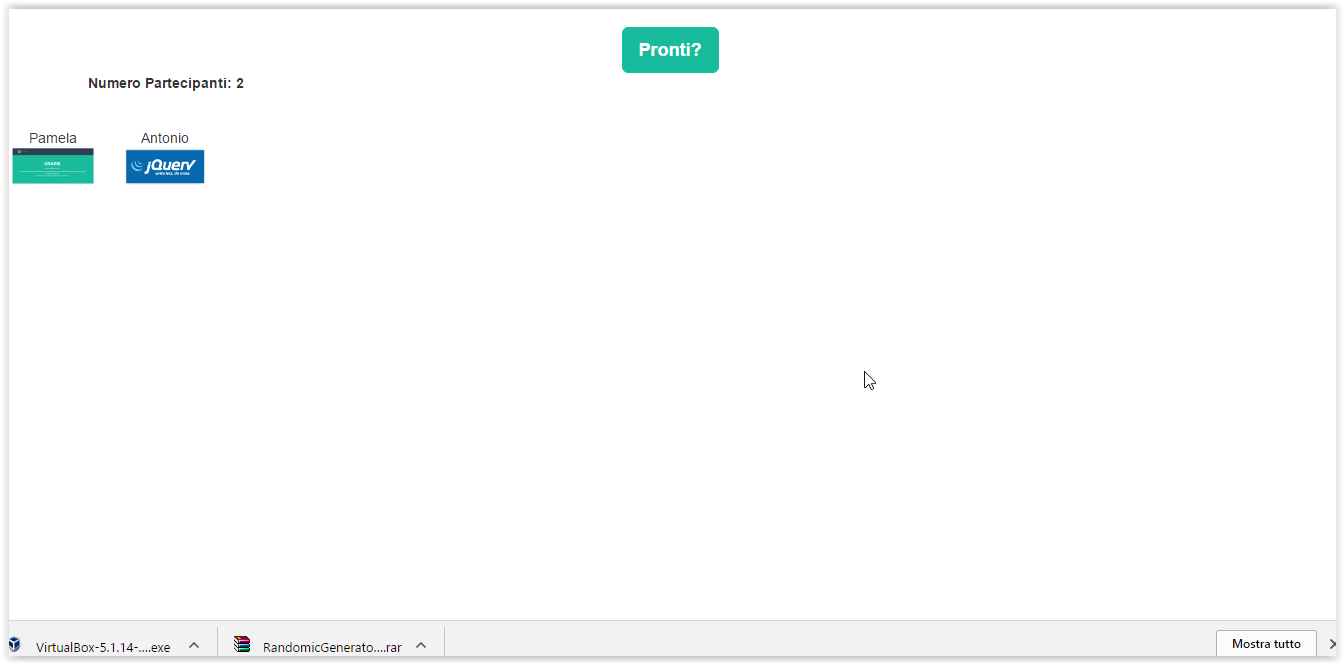 Pronti?
Numero Partecipanti: 2
Pamela
Antonio
GRAZIE
jQuery
write less, do more.
VirtualBox-5.1.14-....exe
RandomicGenerato....rar
Mostra tutto